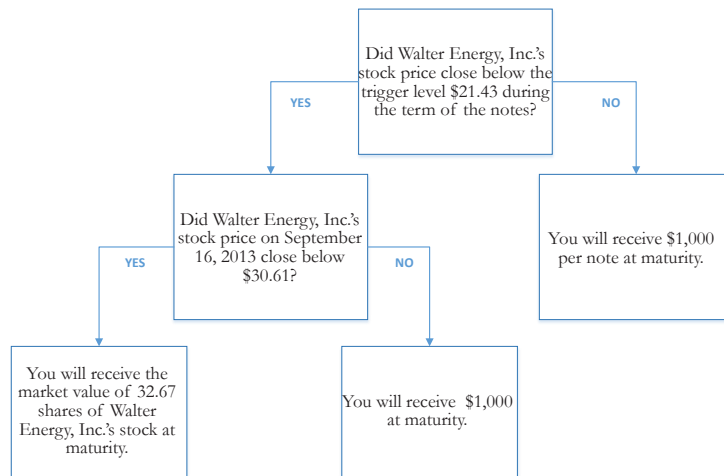 Did Walter Energy, Inc.'s
stock price close below the
trigger level $21.43 during
the term of the notes?
YES
NO
Did Walter Energy, Inc.'s
stock price on September
16, 2013 close below
$30.61?
You will receive $1,000
per note at maturity.
YES
NO
You will receive the
market value of 32.67
shares of Walter
Energy, Inc.'s stock at
maturity.
You will receive $1,000
at maturity.